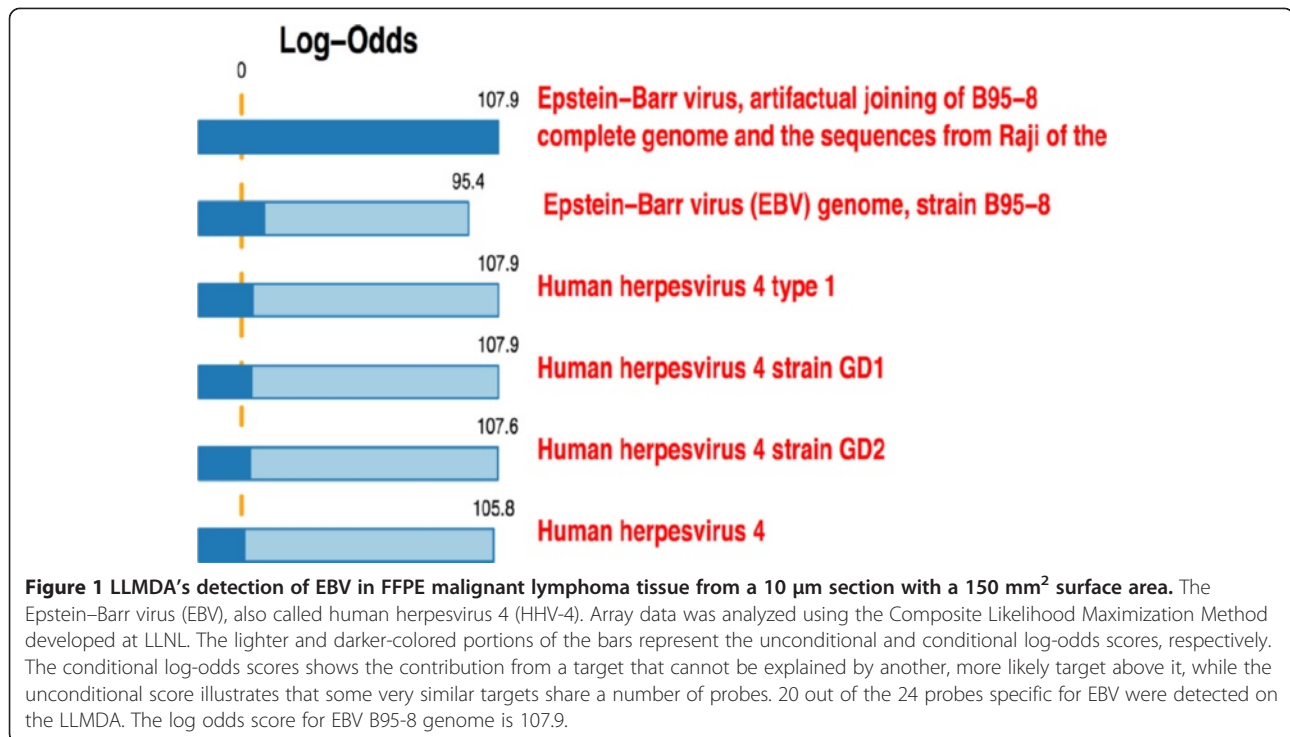 Log–Odds
0
107.9
Epstein–Barr virus, artifactual joining of B95–8
complete genome and the sequences from Raji of the
95.4
Epstein–Barr virus (EBV) genome, strain B95–8
107.9
Human herpesvirus 4 type 1
107.9
Human herpesvirus 4 strain GD1
107.6
Human herpesvirus 4 strain GD2
105.8
Human herpesvirus 4
Figure 1 LLMDA's detection of EBV in FFPE malignant lymphoma tissue from a 10 μm section with a 150 mm² surface area. The
Epstein–Barr virus (EBV), also called human herpesvirus 4 (HHV-4). Array data was analyzed using the Composite Likelihood Maximization Method
developed at LLNL. The lighter and darker-colored portions of the bars represent the unconditional and conditional log-odds scores, respectively.
The conditional log-odds scores shows the contribution from a target that cannot be explained by another, more likely target above it, while the
unconditional score illustrates that some very similar targets share a number of probes. 20 out of the 24 probes specific for EBV were detected on
the LLMDA. The log odds score for EBV B95-8 genome is 107.9.